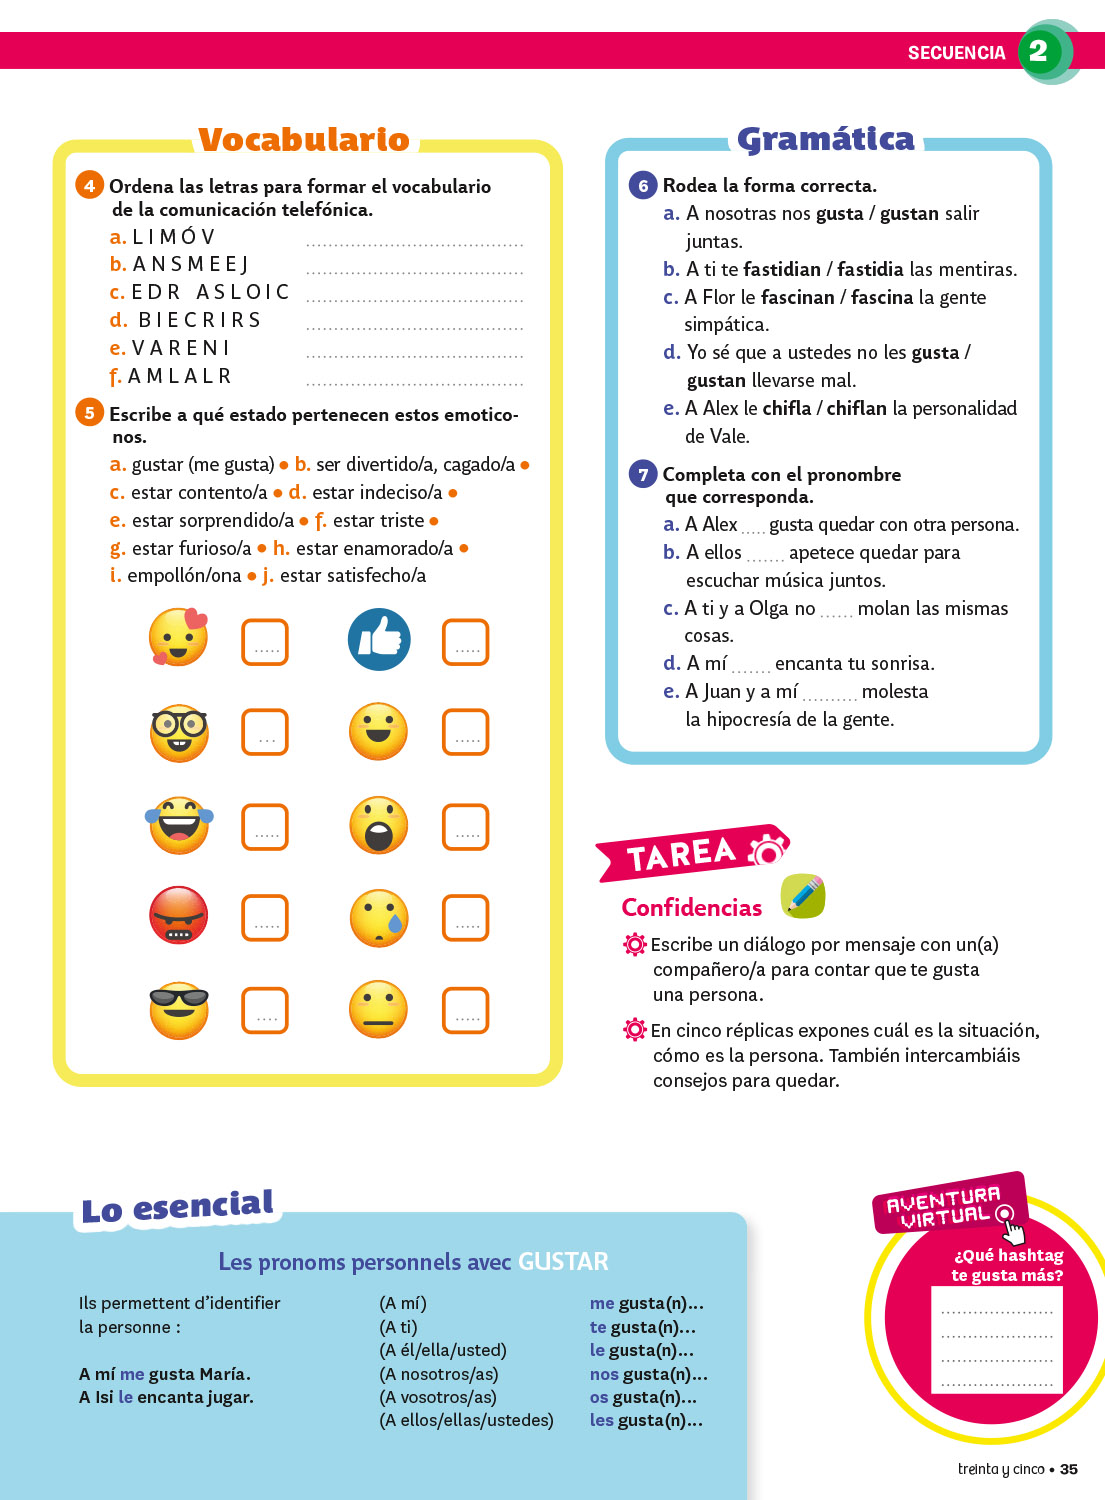 SECUENCIA 2
Vocabulario
4 Ordena las letras para formar el vocabulario
de la comunicación telefónica.
a. L I M Ó V ......................................
b. A N S M E E J ......................................
c. E D R A S L O I C ......................................
d. B I E C R I R S ......................................
e. V A R E N I ......................................
f. A M L A L R ......................................
5 Escribe a qué estado pertenecen estos emotico-
nos.
a. gustar (me gusta) • b. ser divertido/a, cagado/a •
c. estar contento/a • d. estar indeciso/a •
e. estar sorprendido/a • f. estar triste •
g. estar furioso/a • h. estar enamorado/a •
i. empollón/ona • j. estar satisfecho/a
..... .....
... .....
..... .....
..... .....
.... .....
Gramática
6 Rodea la forma correcta.
a. A nosotras nos gusta / gustan salir
juntas.
b. A ti te fastidian / fastidia las mentiras.
c. A Flor le fascinan / fascina la gente
simpática.
d. Yo sé que a ustedes no les gusta /
gustan llevarse mal.
e. A Alex le chifla / chiflan la personalidad
de Vale.
7 Completa con el pronombre
que corresponda.
a. A Alex ..... gusta quedar con otra persona.
b. A ellos ....... apetece quedar para
escuchar música juntos.
c. A ti y a Olga no ...... molan las mismas
cosas.
d. A mí ....... encanta tu sonrisa.
e. A Juan y a mí .......... molesta
la hipocresía de la gente.
TAREA
Confidencias
Escribe un diálogo por mensaje con un(a)
compañero/a para contar que te gusta
una persona.
En cinco réplicas expones cuál es la situación,
cómo es la persona. También intercambiáis
consejos para quedar.
Lo esencial
Les pronoms personnels avec GUSTAR
Ils permettent d'identifier
la personne :
A mí me gusta María.
A Isi le encanta jugar.
(A mí) me gusta(n)...
(A ti) te gusta(n)...
(A él/ella/usted) le gusta(n)...
(A nosotros/as) nos gusta(n)...
(A vosotros/as) os gusta(n)...
(A ellos/ellas/ustedes) les gusta(n)...
AVENTURA
VIRTUAL
¿Qué hashtag
te gusta más?
.....................
.....................
.....................
.....................
treinta y cinco • 35